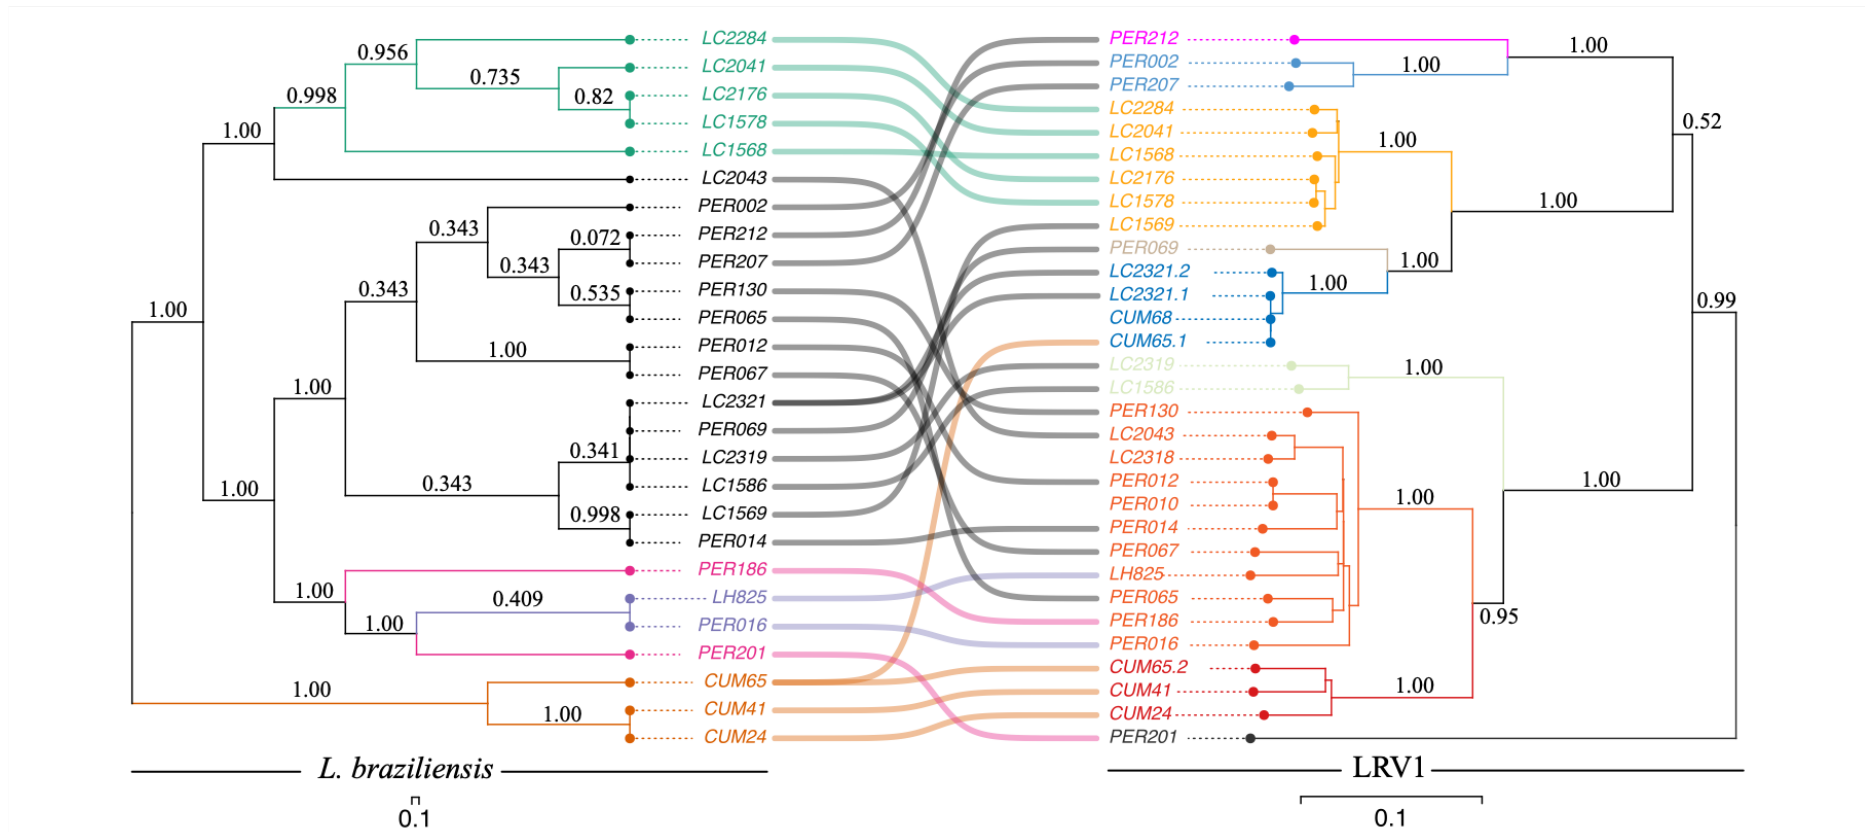 LC2284
LC2041
LC2176
LC1578
LC1568
LC2043
PER002
PER212
PER207
PER130
PER065
PER012
PER067
LC2321
PER069
LC2319
LC1586
LC1569
PER014
PER186
LH825
PER016
PER201
CUM65
CUM41
CUM24
0.956
0.735
0.82
0.998
1.00
0.343
0.072
0.343
0.535
0.343
1.00
1.00
1.00
0.341
0.343
0.998
1.00
1.00
0.409
1.00
1.00
1.00
L. braziliensis
0.1
PER212
PER002
PER207
LC2284
LC2041
LC1568
LC2176
LC1578
LC1569
PER069
LC2321.2
LC2321.1
CUM68
CUM65.1
LC2319
LC1586
PER130
LC2043
LC2318
PER012
PER010
PER014
PER067
LH825
PER065
PER186
PER016
CUM65.2
CUM41
CUM24
PER201
1.00
1.00
0.52
1.00
1.00
1.00
1.00
0.99
1.00
1.00
1.00
0.95
1.00
LRV1
0.1